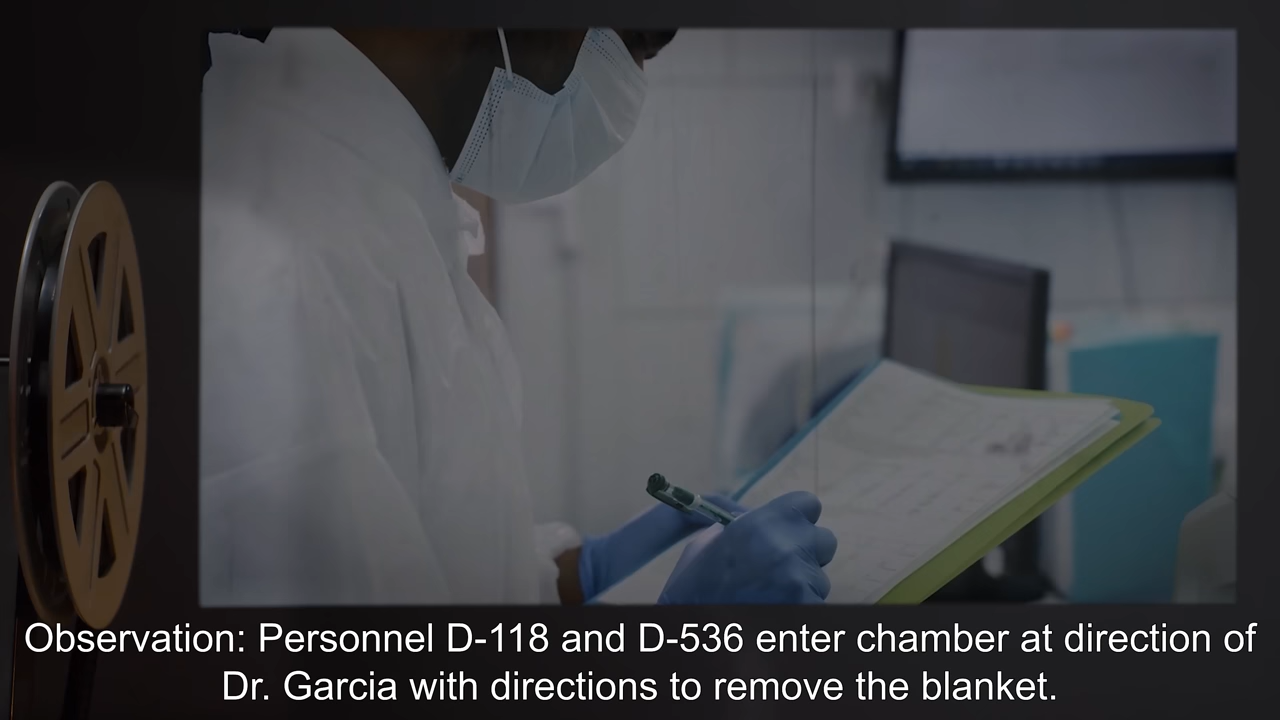 Observation: Personnel D-118 and D-536 enter chamber at direction of
Dr. Garcia with directions to remove the blanket.